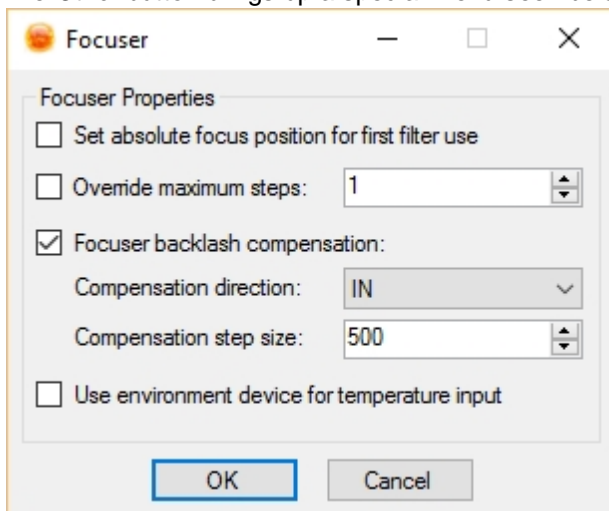 Focuser
Focuser Properties
Set absolute focus position for first filter use
Override maximum steps: 1
Focuser backlash compensation:
Compensation direction: IN
Compensation step size: 500
Use environment device for temperature input
OK Cancel